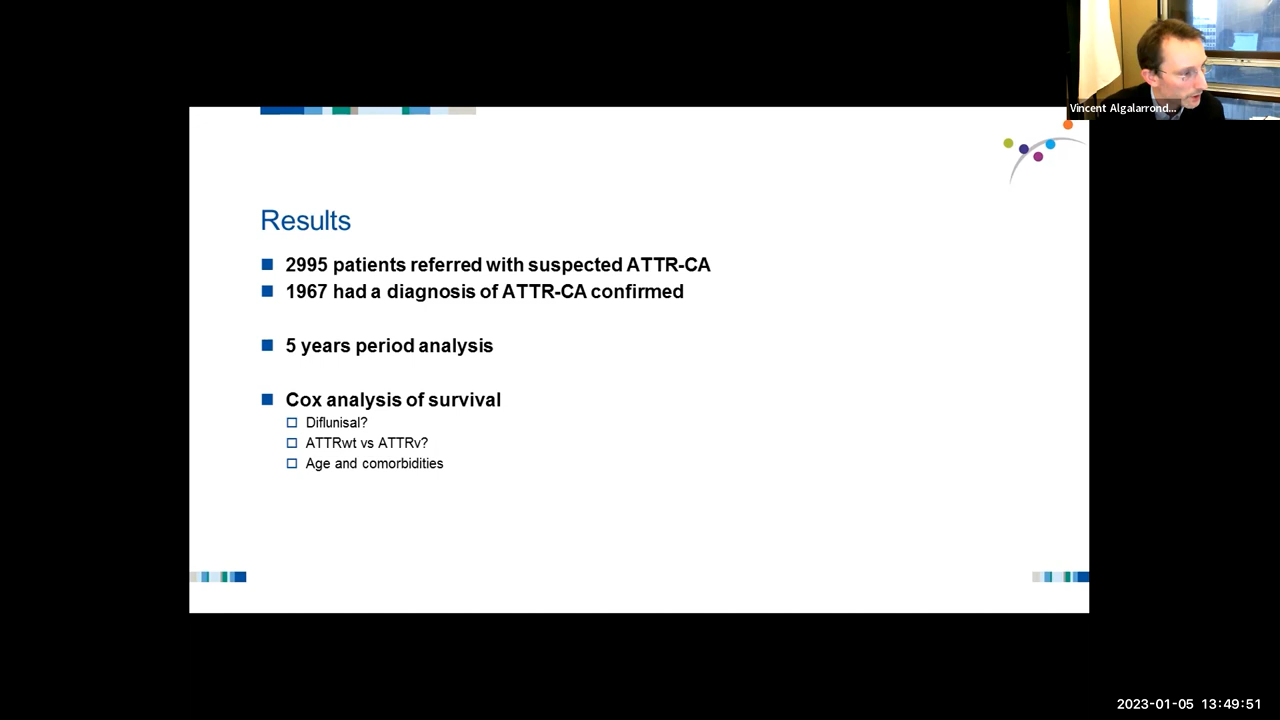 Vincent Algalarrond...
Results
2995 patients referred with suspected ATTR-CA
1967 had a diagnosis of ATTR-CA confirmed
5 years period analysis
Cox analysis of survival
Diflunisal?
ATTRwt vs ATTRv?
Age and comorbidities
2023-01-05 13:49:51